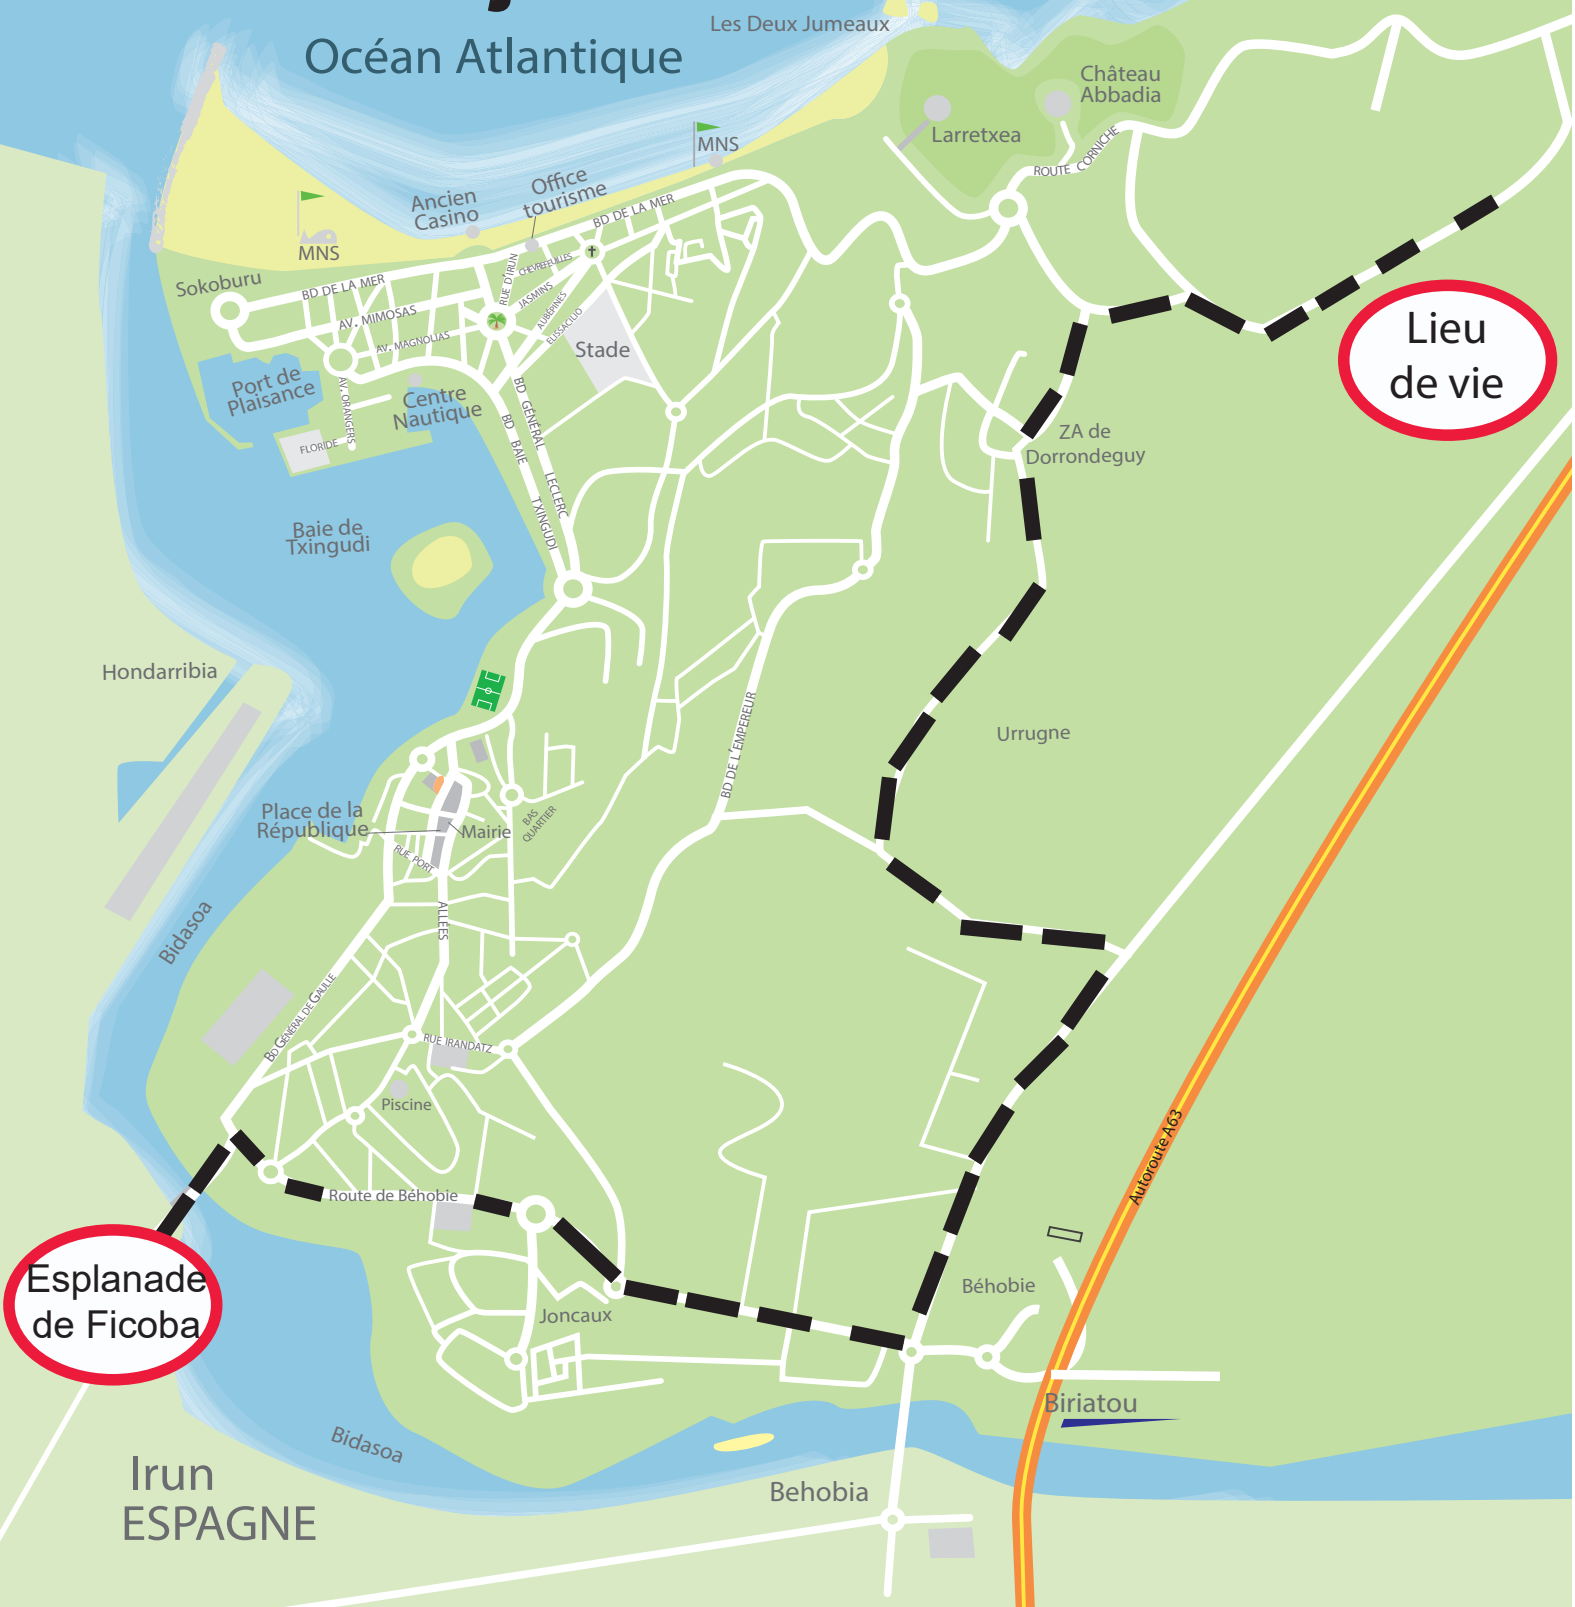 Les Deux Jumeaux
Océan Atlantique
Château
Abbadia
Larretxea
MNS
ROUTE CORNICHE
Office
tourisme
Ancien
Casino
BD DE LA MER
MNS
Sokoburu
BD DE LA MER
RUE D'IRUN
CHEVREFEUILLES
JASMINS
AUBÉPINES
ELISSACILIO
AV. MIMOSAS
AV. MAGNOLIAS
Stade
Lieu
de vie
Port de
Plaisance
AV. ORANGERS
Centre
Nautique
FLORIDE
BD GÉNÉRAL LECLERC
BD BAIE TXINGUDI
ZA de
Dorrondeguy
Baie de
Txingudi
Hondarribia
Urrugne
BD DE L'EMPEREUR
Place de la
République
Mairie
BAS
QUARTIER
RUE PORT
ALLÉES
Bidasoa
BD GÉNÉRAL DE GAULLE
RUE IRANDATZ
Piscine
Autoroute A63
Route de Béhobie
Esplanade
de Ficoba
Béhobie
Joncaux
Biriatou
Bidasoa
Irun
ESPAGNE
Behobia